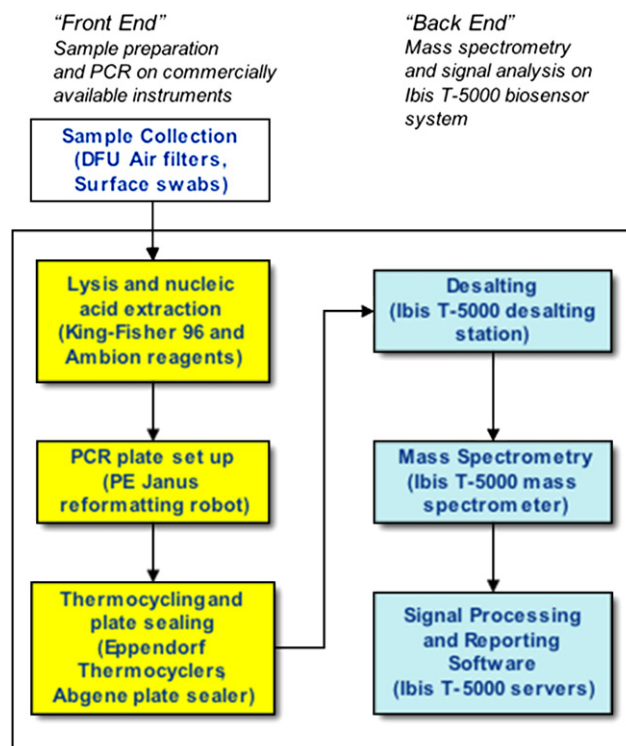 “Front End”
Sample preparation
and PCR on commercially
available instruments
“Back End”
Mass spectrometry
and signal analysis on
Ibis T-5000 biosensor
system
Sample Collection
(DFU Air filters,
Surface swabs)
Lysis and nucleic
acid extraction
(King-Fisher 96 and
Ambion reagents)
PCR plate set up
(PE Janus
reformatting robot)
Thermocycling and
plate sealing
(Eppendorf
Thermocyclers,
Abgene plate sealer)
Desalting
(Ibis T-5000 desalting
station)
Mass Spectrometry
(Ibis T-5000 mass
spectrometer)
Signal Processing
and Reporting
Software
(Ibis T-5000 servers)